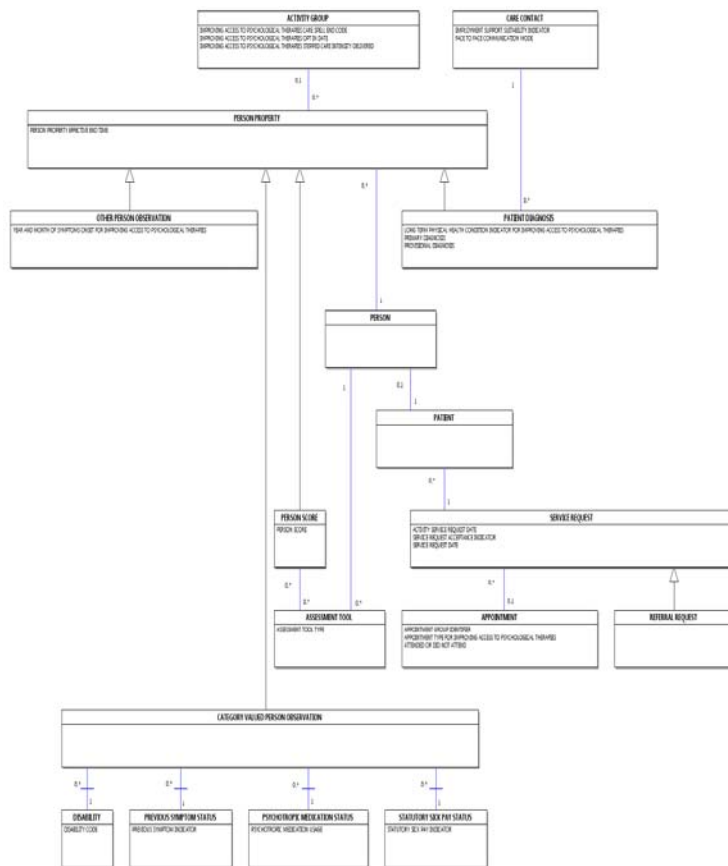 ACTIVITY GROUP
IMPROVING ACCESS TO PSYCHOLOGICAL THERAPIES CARE SPELL END CODE
IMPROVING ACCESS TO PSYCHOLOGICAL THERAPIES OPT IN DATE
IMPROVING ACCESS TO PSYCHOLOGICAL THERAPIES STEPPED CARE INTENSITY DELIVERED
CARE CONTACT
EMPLOYMENT SUPPORT SUITABILITY INDICATOR
FACE TO FACE COMMUNICATION MODE
0..1
0..*
1
PERSON PROPERTY
PERSON PROPERTY EFFECTIVE END TIME
0..*
0..*
OTHER PERSON OBSERVATION
YEAR AND MONTH OF SYMPTOMS ONSET FOR IMPROVING ACCESS TO PSYCHOLOGICAL THERAPIES
PATIENT DIAGNOSIS
LONG TERM PHYSICAL HEALTH CONDITION INDICATOR FOR IMPROVING ACCESS TO PSYCHOLOGICAL THERAPIES
PRIMARY DIAGNOSIS
PROVISIONAL DIAGNOSIS
1
PERSON
1
0..1
1
PATIENT
0..*
1
PERSON SCORE
PERSON SCORE
SERVICE REQUEST
ACTIVITY SERVICE REQUEST DATE
SERVICE REQUEST ACCEPTANCE INDICATOR
SERVICE REQUEST DATE
0..*
0..*
0..*
0..*
0..1
ASSESSMENT TOOL
ASSESSMENT TOOL TYPE
APPOINTMENT
APPOINTMENT GROUP IDENTIFIER
APPOINTMENT TYPE FOR IMPROVING ACCESS TO PSYCHOLOGICAL THERAPIES
ATTENDED OR DID NOT ATTEND
REFERRAL REQUEST
CATEGORY VALUED PERSON OBSERVATION
0..*
1
0..*
1
0..*
1
0..*
1
DISABILITY
DISABILITY CODE
PREVIOUS SYMPTOM STATUS
PREVIOUS SYMPTOM INDICATOR
PSYCHOTROPIC MEDICATION STATUS
PSYCHOTROPIC MEDICATION USAGE
STATUTORY SICK PAY STATUS
STATUTORY SICK PAY INDICATOR